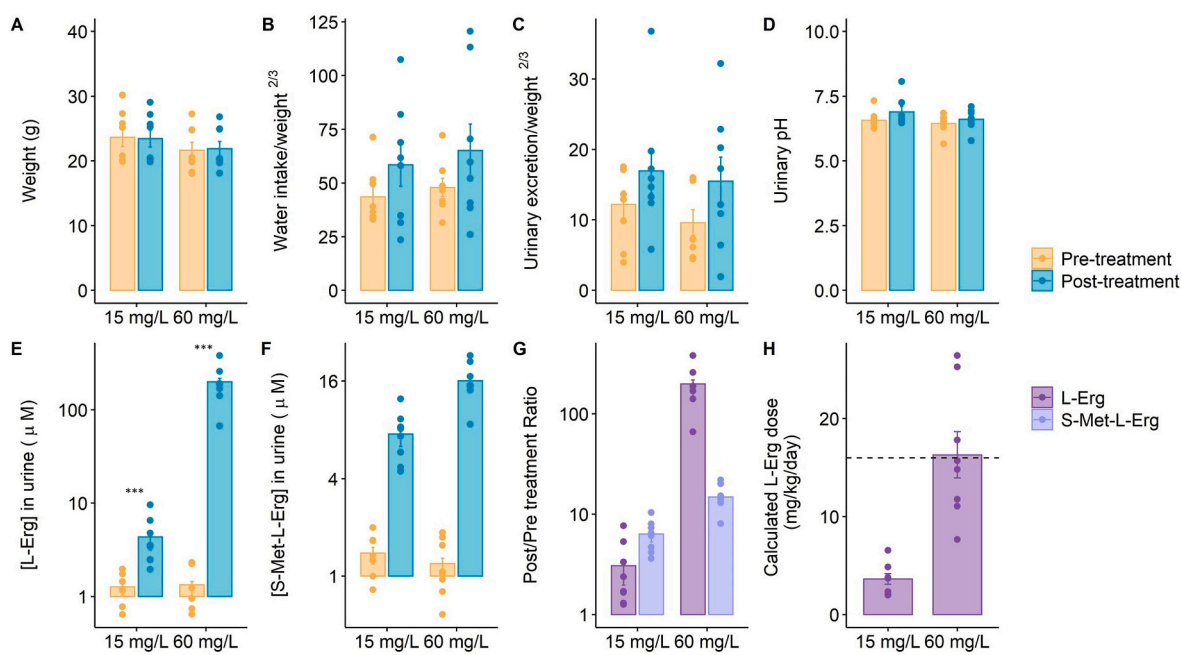 A
Weight (g)
40
30
20
10
0
15 mg/L 60 mg/L
B
Water intake/weight 2/3
125
100
75
50
25
0
15 mg/L 60 mg/L
C
Urinary excretion/weight 2/3
30
20
10
0
15 mg/L 60 mg/L
D
Urinary pH
10.0
7.5
6.0
2.5
0.0
15 mg/L 60 mg/L
Pre-treatment
Post-treatment
E
[L-Erg] in urine ( μ M)
100
10
1
***
***
15 mg/L 60 mg/L
F
[S-Met-L-Erg] in urine ( μ M)
16
4
1
15 mg/L 60 mg/L
G
Post/Pre treatment Ratio
100
10
1
15 mg/L 60 mg/L
H
Calculated L-Erg dose
(mg/kg/day)
20
10
0
15 mg/L 60 mg/L
L-Erg
S-Met-L-Erg